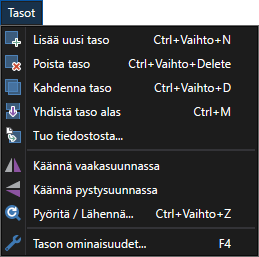 Tasot
Lisää uusi taso Ctrl+Vaihto+N
Poista taso Ctrl+Vaihto+Delete
Kahdenna taso Ctrl+Vaihto+D
Yhdistä taso alas Ctrl+M
Tuo tiedostosta...
Käännä vaakasuunnassa
Käännä pystysuunnassa
Pyöritä / Lähennä... Ctrl+Vaihto+Z
Tason ominaisuudet... F4